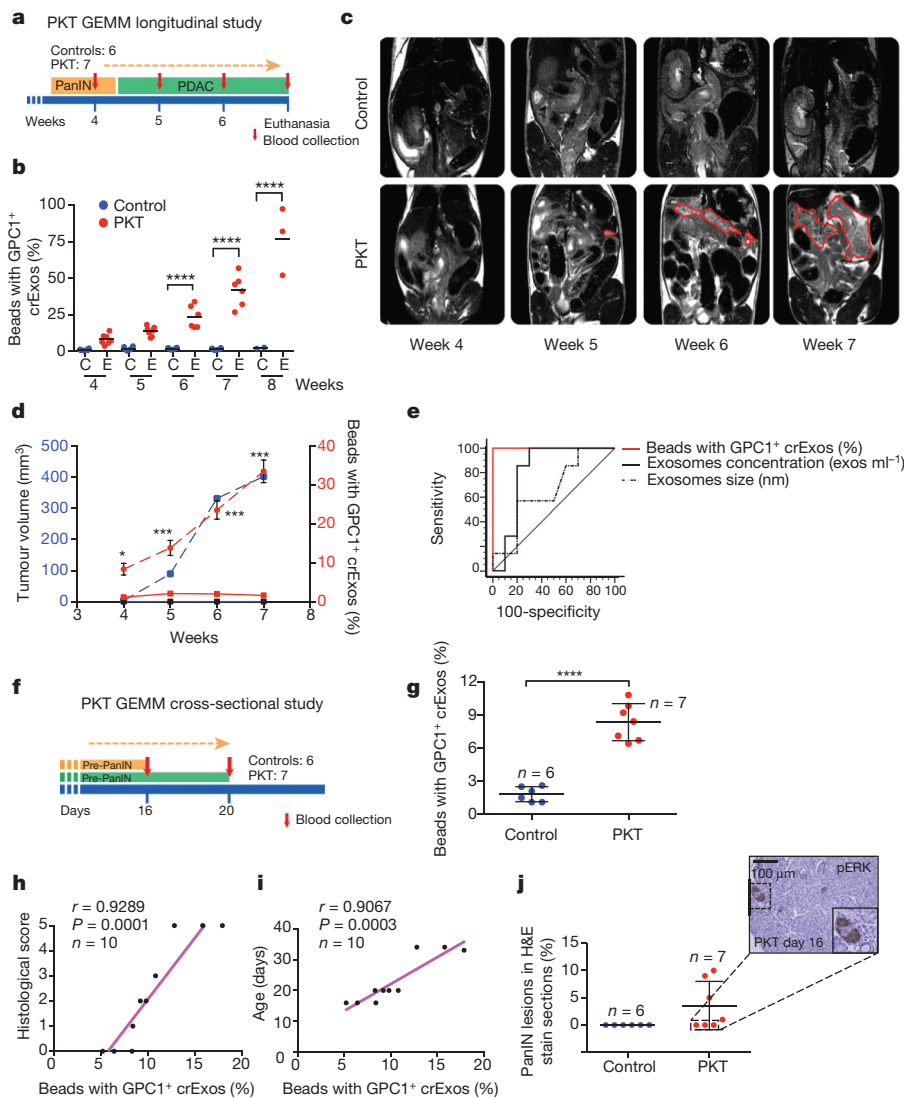 a PKT GEMM longitudinal study
Controls: 6
PKT: 7
PanIN
PDAC
Weeks 4 5 6
Euthanasia
Blood collection
b
Control
PKT
Beads with GPC1+
crExos (%)
100
75
50
25
0
C E C E C E C E C E
4 5 6 7 8 Weeks
**** **** ****
c
Control
PKT
Week 4 Week 5 Week 6 Week 7
d
Tumour volume (mm3)
500
400
300
200
100
0
3 4 5 6 7 8
Weeks
Beads with GPC1+ crExos (%)
40
30
20
10
0
* *** *** ***
e
Sensitivity
100
80
60
40
20
0
0 20 40 60 80 100
100-specificity
Beads with GPC1+ crExos (%)
Exosomes concentration (exos ml−1)
Exosomes size (nm)
f
PKT GEMM cross-sectional study
Pre-PanIN
Pre-PanIN
Controls: 6
PKT: 7
Days 16 20
Blood collection
g
Beads with GPC1+ crExos (%)
12
9
6
3
0
****
n = 6
n = 7
Control PKT
h
r = 0.9289
P = 0.0001
n = 10
Histological score
5
4
3
2
1
0
0 5 10 15 20
Beads with GPC1+ crExos (%)
i
r = 0.9067
P = 0.0003
n = 10
Age (days)
40
30
20
10
0
0 5 10 15 20
Beads with GPC1+ crExos (%)
j
100 µm
pERK
PKT day 16
PanIN lesions in H&E
stain sections (%)
15
10
5
0
n = 6
n = 7
Control PKT